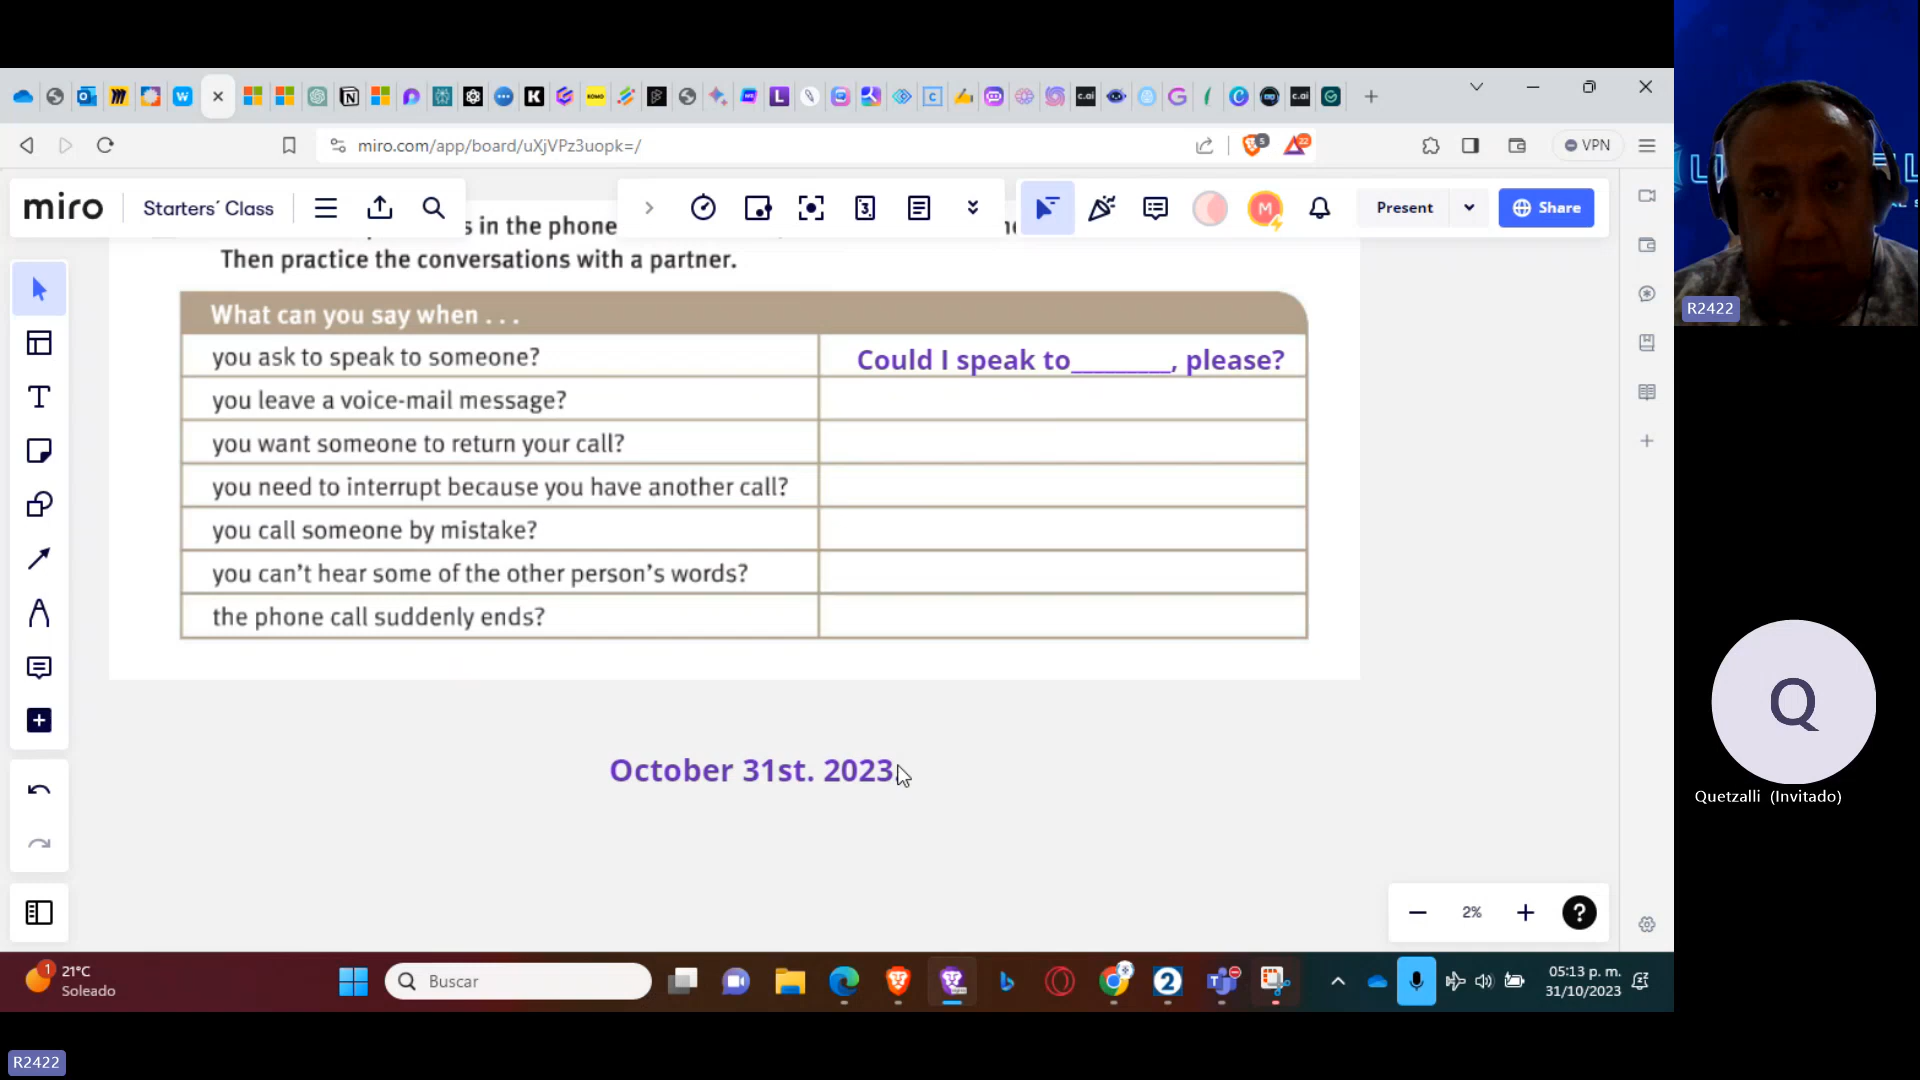 miro.com/app/board/uXjVPz3uopk=/
VPN
miro
Starters´ Class
Present
Share
s in the phone
Then practice the conversations with a partner.
What can you say when . . .
you ask to speak to someone?
Could I speak to_________, please?
you leave a voice-mail message?
you want someone to return your call?
you need to interrupt because you have another call?
you call someone by mistake?
you can't hear some of the other person's words?
the phone call suddenly ends?
October 31st. 2023.
2%
21°C
Soleado
Buscar
05:13 p. m.
31/10/2023
R2422
Q
Quetzalli (Invitado)
R2422